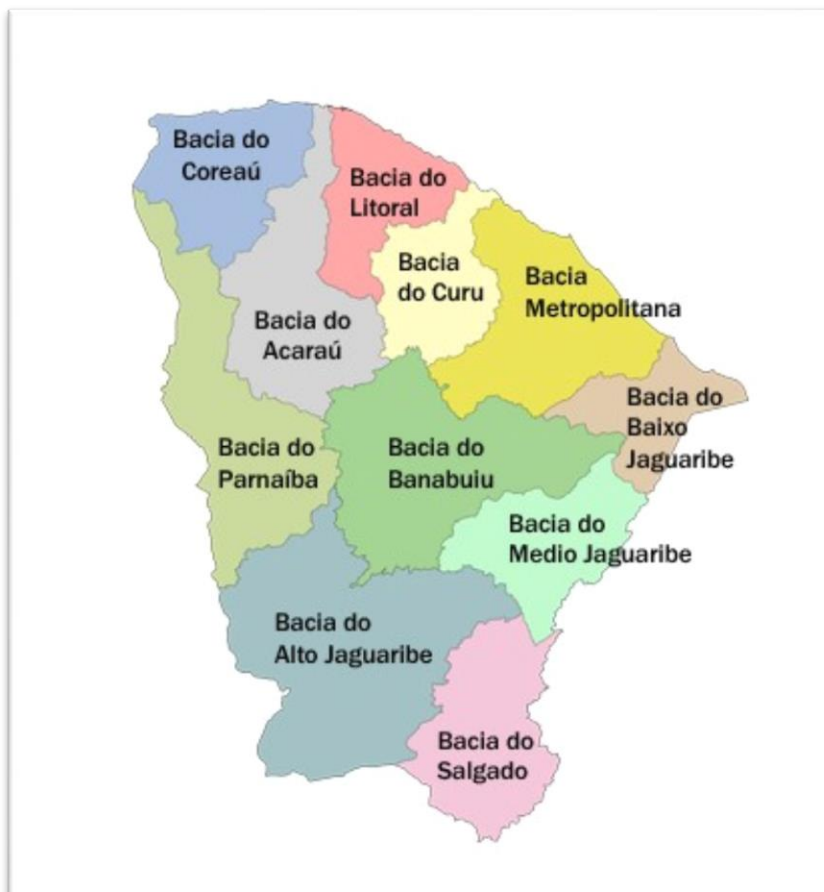 Bacia do
Coreaú
Bacia do
Litoral
Bacia
do Curu
Bacia
Metropolitana
Bacia do
Acaraú
Bacia do
Baixo
Jaguaribe
Bacia do
Parnaíba
Bacia do
Banabuiu
Bacia do
Medio Jaguaribe
Bacia do
Alto Jaguaribe
Bacia do
Salgado